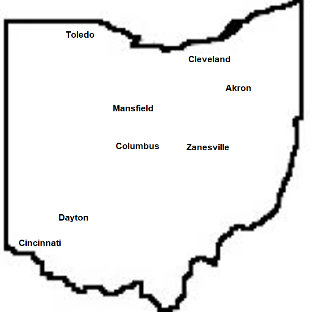 Toledo
Cleveland
Akron
Mansfield
Columbus
Zanesville
Dayton
Cincinnati